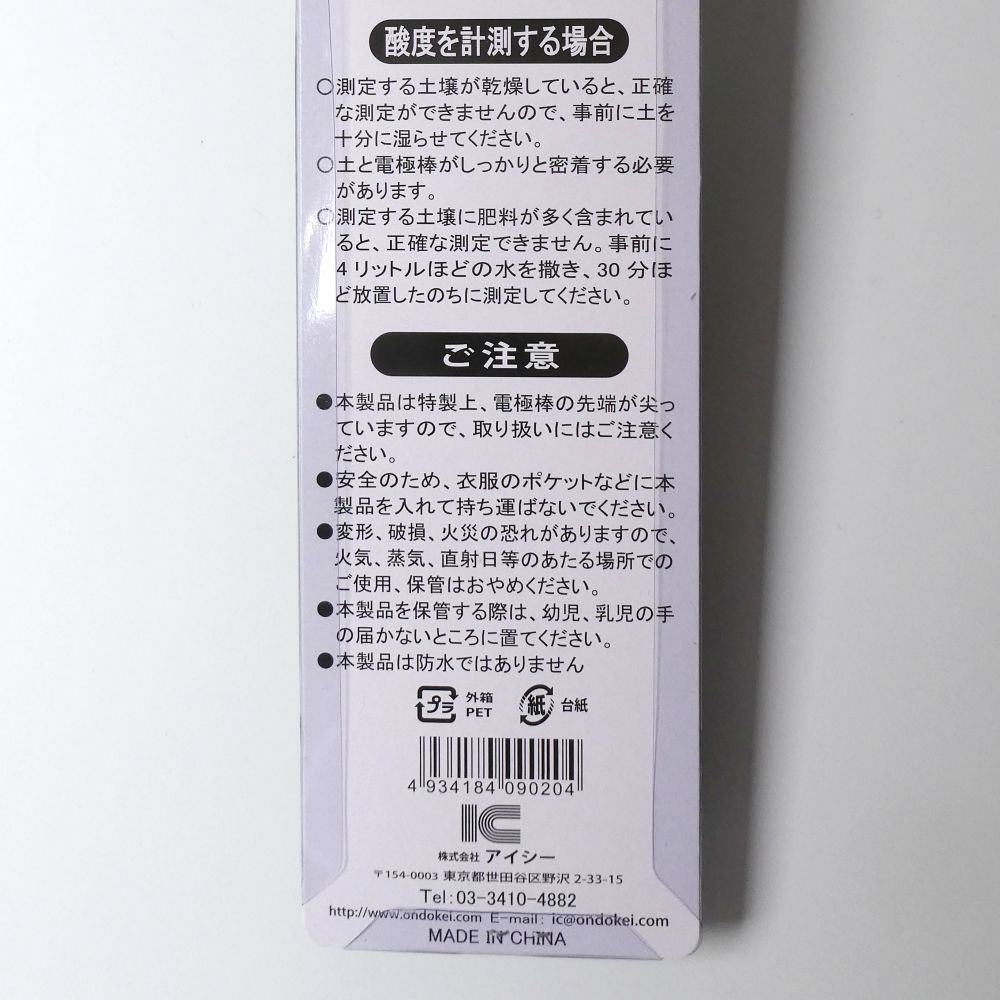 酸度を計測する場合
○測定する土壌が乾燥していると、正確
な測定ができませんので、事前に土を
十分に湿らせてください。
○土と電極棒がしっかりと密着する必要
があります。
○測定する土壌に肥料が多く含まれてい
ると、正確な測定できません。事前に
4リットルほどの水を撒き、30分ほ
ど放置したのちに測定してください。
ご注意
●本製品は特製上、電極棒の先端が尖っ
ていますので、取り扱いにはご注意く
ださい。
●安全のため、衣服のポケットなどに本
製品を入れて持ち運ばないでください。
●変形、破損、火災の恐れがありますので、
火気、蒸気、直射日等のあたる場所での
ご使用、保管はおやめください。
●本製品を保管する際は、幼児、乳児の手
の届かないところに置てください。
●本製品は防水ではありません
プラ 外箱 PET 紙 台紙
4 934184 090204
IC
株式会社 アイシー
〒154-0003 東京都世田谷区野沢 2-33-15
Tel:03-3410-4882
http://www.ondokei.com E-mail: ic@ondokei.com
MADE IN CHINA